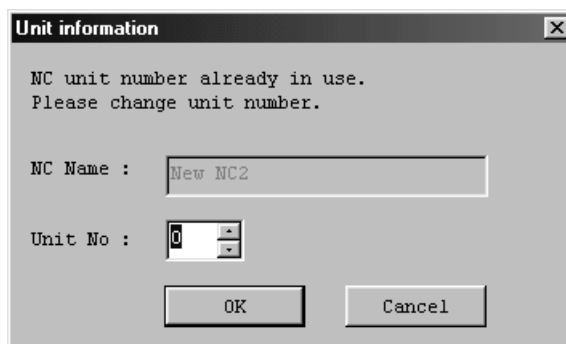 Unit information
NC unit number already in use.
Please change unit number.
NC Name : New NC2
Unit No : 0
OK Cancel